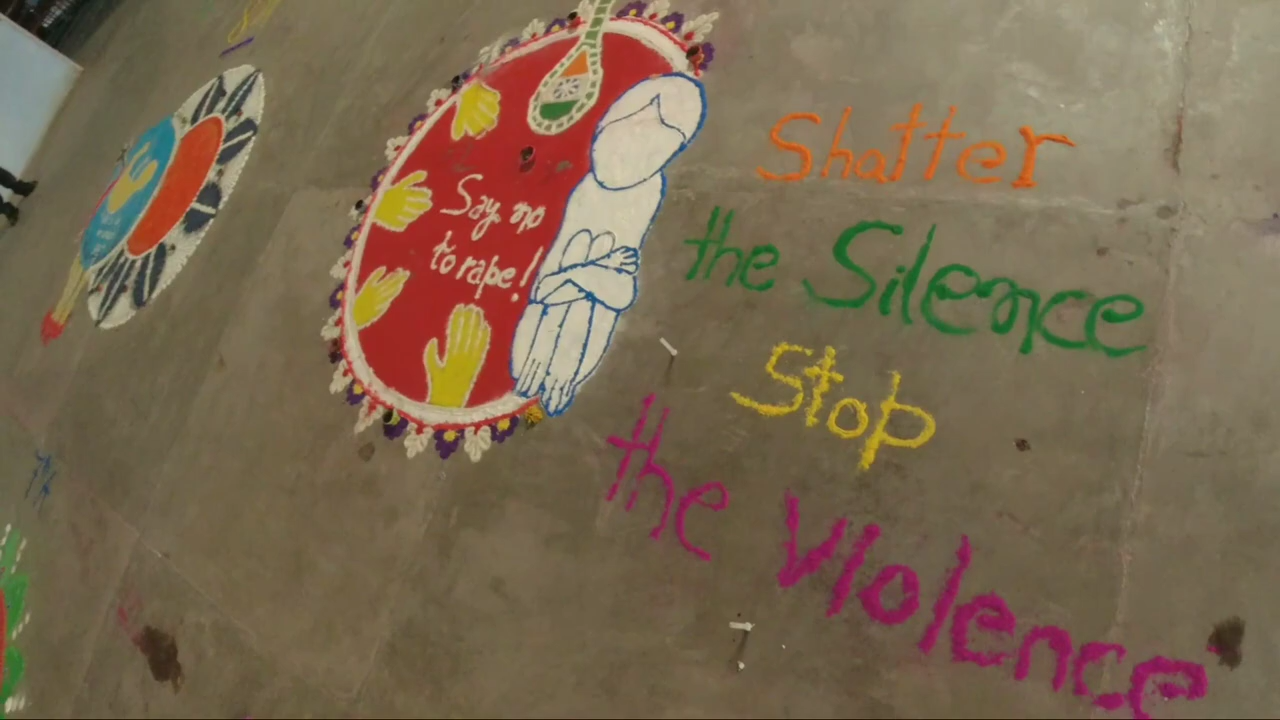 Say no
to rape!
Shatter
the Silence
Stop
the Violence